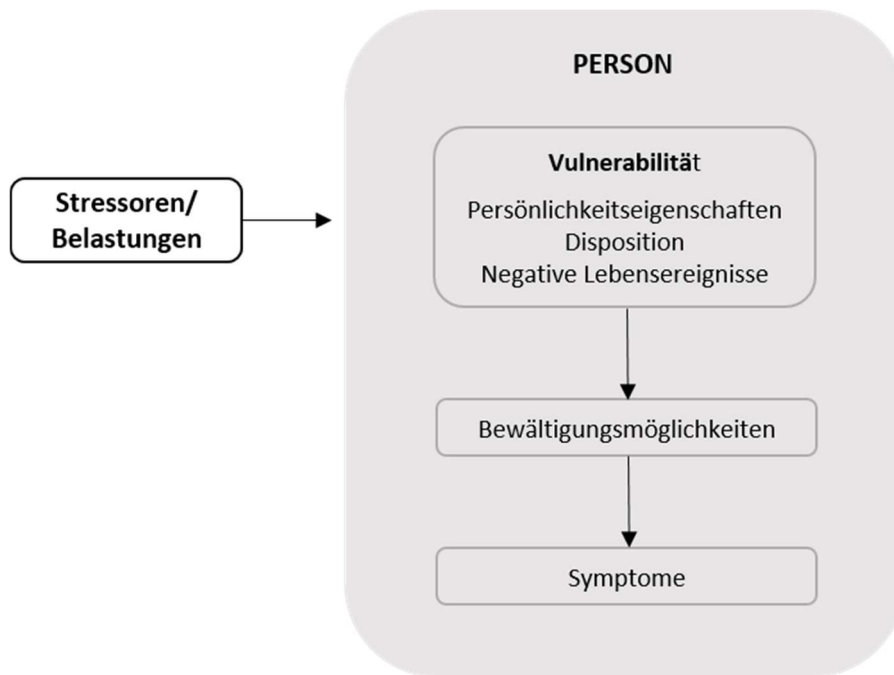 PERSON
Stressoren/
Belastungen
Vulnerabilität
Persönlichkeitseigenschaften
Disposition
Negative Lebensereignisse
Bewältigungsmöglichkeiten
Symptome